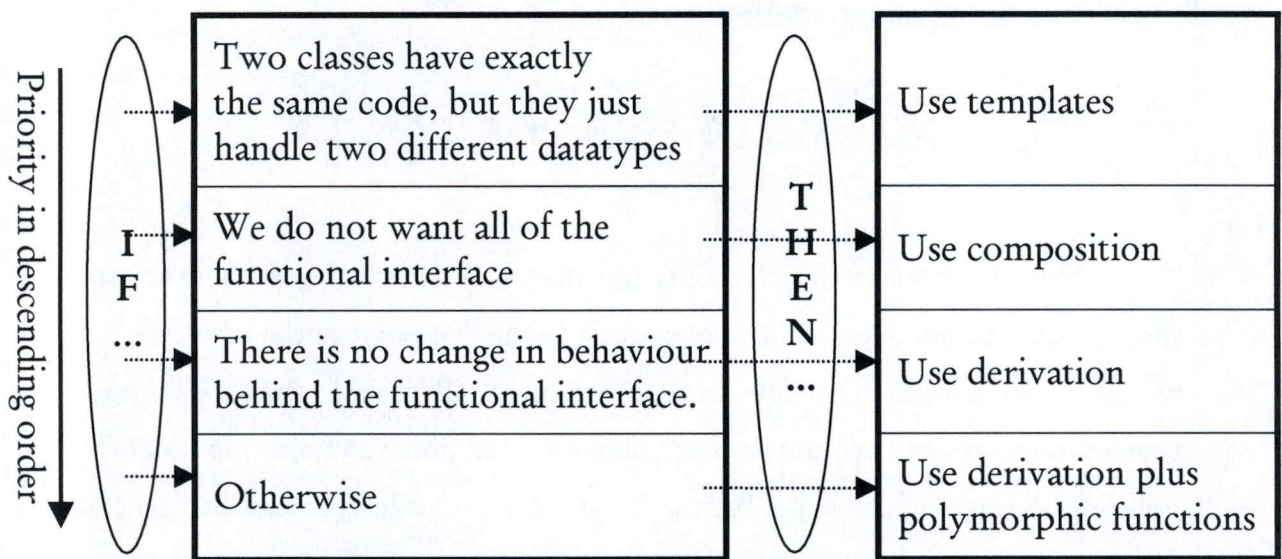 Priority in descending order
I
F
...
Two classes have exactly
the same code, but they just
handle two different datatypes
We do not want all of the
functional interface
There is no change in behaviour
behind the functional interface.
Otherwise
T
H
E
N
...
Use templates
Use composition
Use derivation
Use derivation plus
polymorphic functions